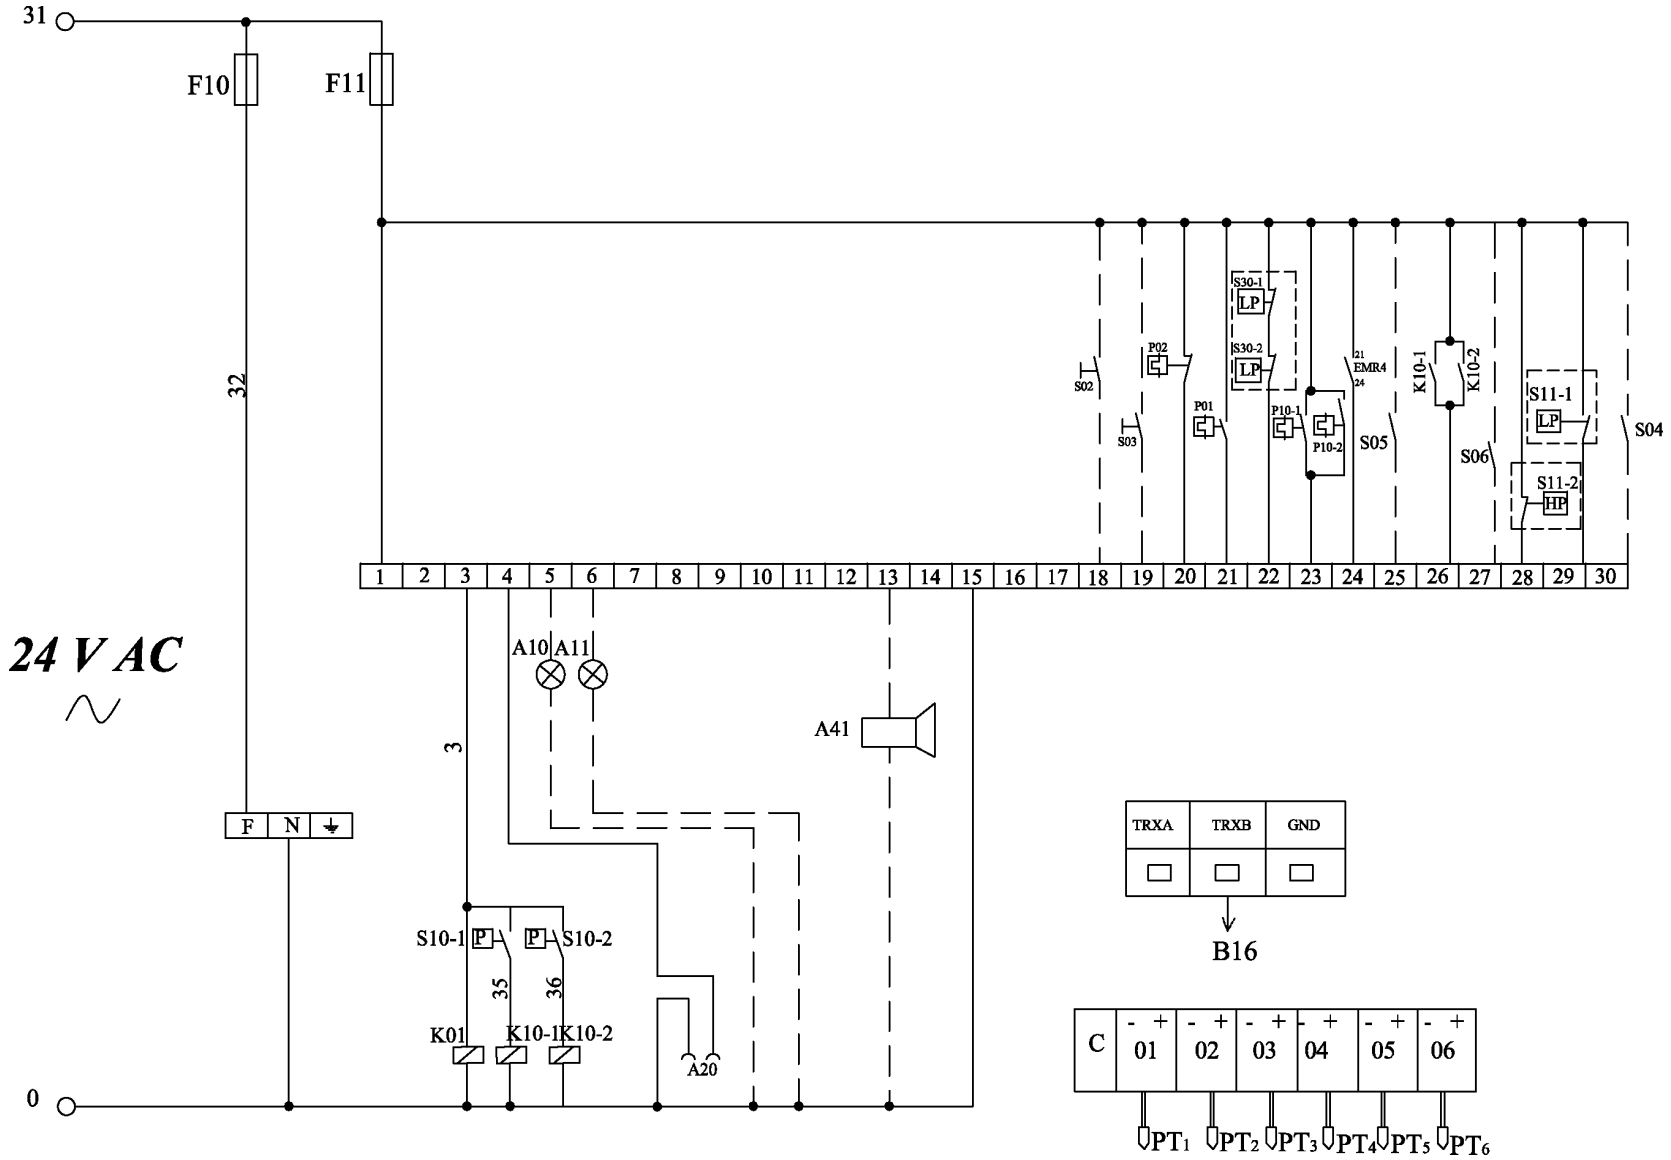 31
F10
F11
S30-1
LP
P02
S30-2
LP
21
EMR4
24
K10-1
K10-2
S02
S11-1
LP
P01
P10-1
P10-2
S03
S05
S04
S06
S11-2
HP
32
1 2 3 4 5 6 7 8 9 10 11 12 13 14 15 16 17 18 19 20 21 22 23 24 25 26 27 28 29 30
24 V AC
A10 A11
A41
3
F N
TRXA TRXB GND
B16
S10-1 P P S10-2
35
36
K01 K10-1 K10-2
A20
0
C
- + - + - + - + - + - +
01 02 03 04 05 06
PT1 PT2 PT3 PT4 PT5 PT6